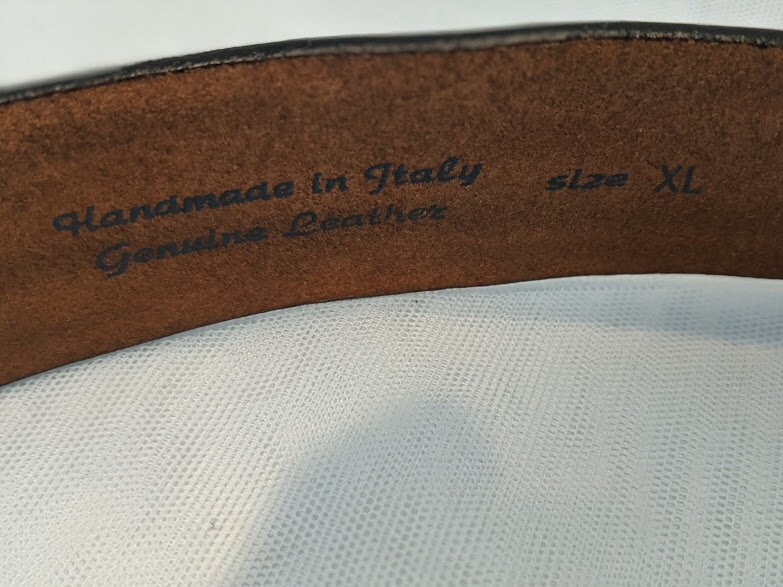 Handmade in Italy
Genuine Leather
size XL